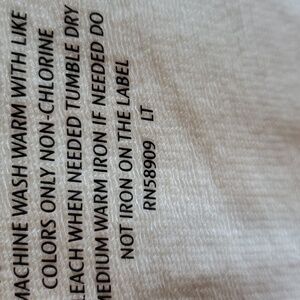 MACHINE WASH WARM WITH LIKE
COLORS ONLY NON-CHLORINE
LEACH WHEN NEEDED TUMBLE DRY
MEDIUM WARM IRON IF NEEDED DO
NOT IRON ON THE LABEL
RN58909 LT